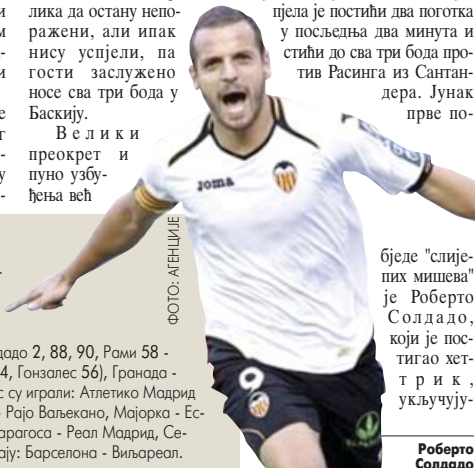 и
м
-
и
е
г
-
у
-
лика да остану непо-
ражени, али ипак
нису успјели, па
гости заслужено
носе сва три бода у
Баскију.
Велики
преокрет и
пуно узбу-
ђења већ
пјела је постићи два поготка
у посљедња два минута и
стићи до сва три бода про-
тив Расинга из Сантан-
дера. Јунак
прве по-
бједе "слије-
пих мишева"
је Роберто
Солдадо,
који је пос-
тигао хет-
трик,
укључују-
ФОТО: АГЕНЦИЈЕ
joma
9
Роберто
Солдадо
дадо 2, 88, 90, Рами 58 -
4, Гонзалес 56), Гранада -
с су играли: Атлетико Мадрид
- Рајо Ваљекано, Мајорка - Ес-
арагоса - Реал Мадрид, Се-
ају: Барселона - Виљареал.